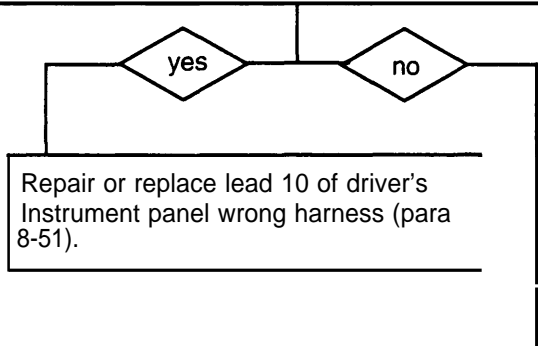 yes
no
Repair or replace lead 10 of driver's
Instrument panel wrong harness (para
8-51).